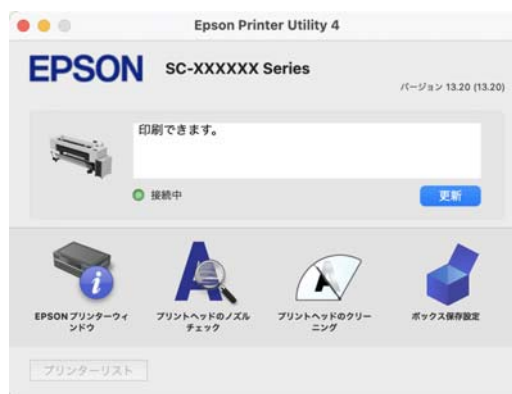 Epson Printer Utility 4
EPSON
SC-XXXXXX Series
バージョン 13.20 (13.20)
印刷できます。
接続中
更新
EPSON プリンターウィ
ンドウ
プリントヘッドのノズル
チェック
プリントヘッドのクリー
ニング
ボックス保存設定
プリンターリスト